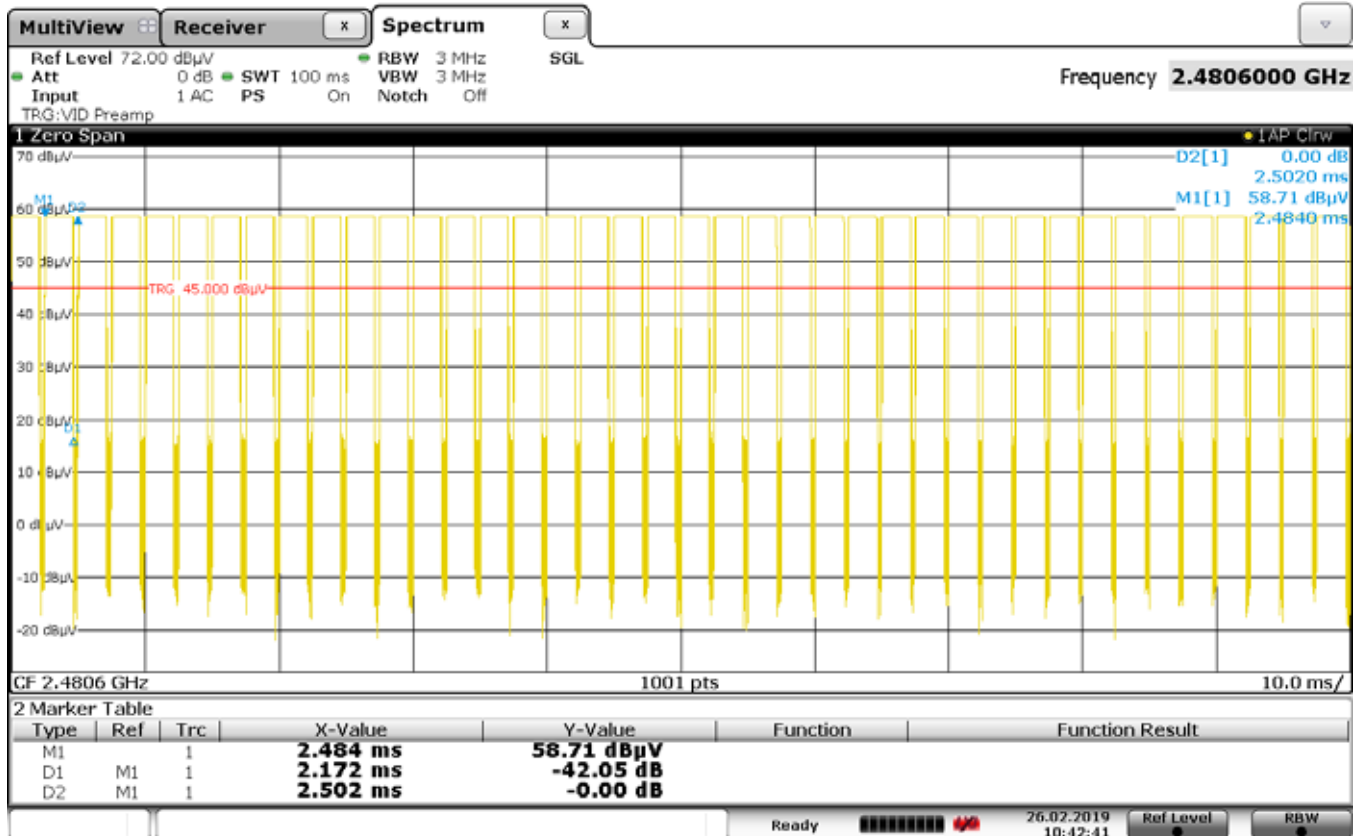 MultiView Receiver x Spectrum x
Ref Level 72.00 dBµV RBW 3 MHz SGL
Att 0 dB SWT 100 ms VBW 3 MHz Frequency 2.4806000 GHz
Input 1 AC PS On Notch Off
TRG:VID Preamp
1 Zero Span 1AP Clrw
70 dBµV D2[1] 0.00 dB
2.5020 ms
M1 M1[1] 58.71 dBµV
60 dBµV D2 2.4840 ms
50 dBµV
TRG 45.000 dBµV
40 dBµV
30 dBµV
20 dBµV
D1
10 dBµV
0 dBµV
-10 dBµV
-20 dBµV
CF 2.4806 GHz 1001 pts 10.0 ms/
2 Marker Table
Type Ref Trc X-Value Y-Value Function Function Result
M1 1 2.484 ms 58.71 dBµV
D1 M1 1 2.172 ms -42.05 dB
D2 M1 1 2.502 ms -0.00 dB
Ready 26.02.2019 Ref Level RBW
10:42:41